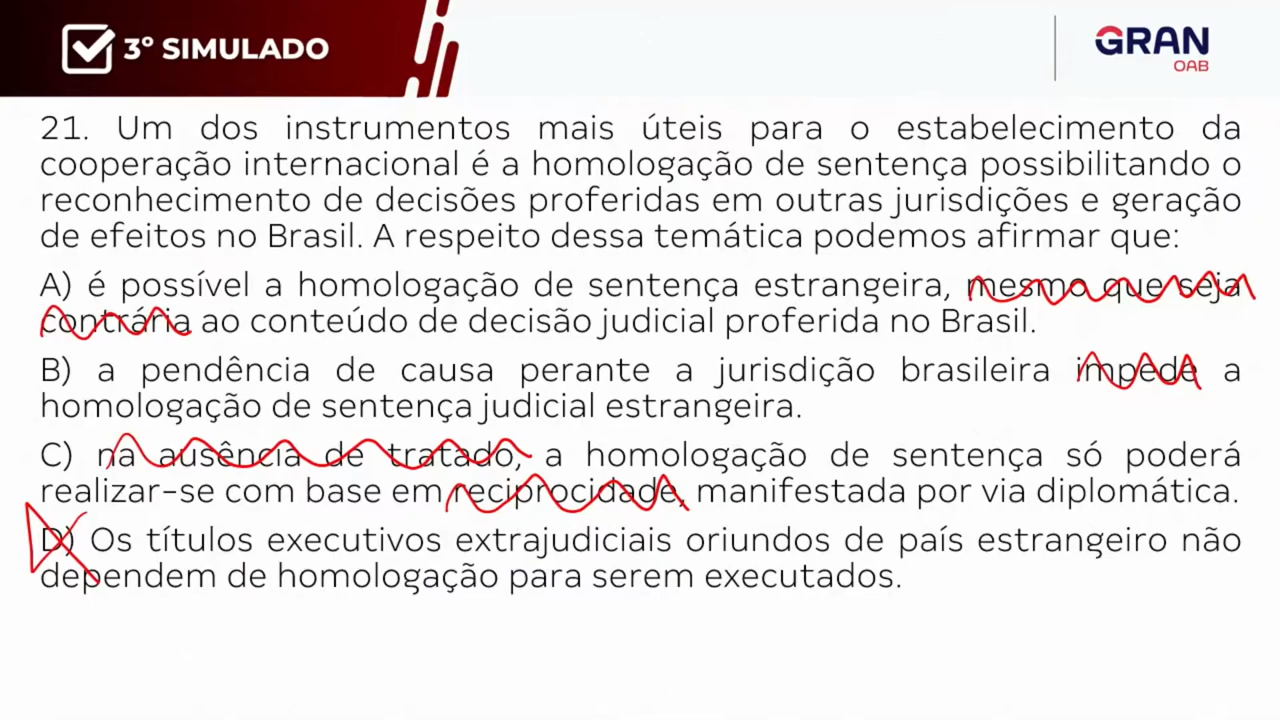 3º SIMULADO
GRAN
OAB
21. Um dos instrumentos mais úteis para o estabelecimento da
cooperação internacional é a homologação de sentença possibilitando o
reconhecimento de decisões proferidas em outras jurisdições e geração
de efeitos no Brasil. A respeito dessa temática podemos afirmar que:
A) é possível a homologação de sentença estrangeira, mesmo que seja
contrária ao conteúdo de decisão judicial proferida no Brasil.
B) a pendência de causa perante a jurisdição brasileira impede a
homologação de sentença judicial estrangeira.
C) na ausência de tratado, a homologação de sentença só poderá
realizar-se com base em reciprocidade, manifestada por via diplomática.
D) Os títulos executivos extrajudiciais oriundos de país estrangeiro não
dependem de homologação para serem executados.